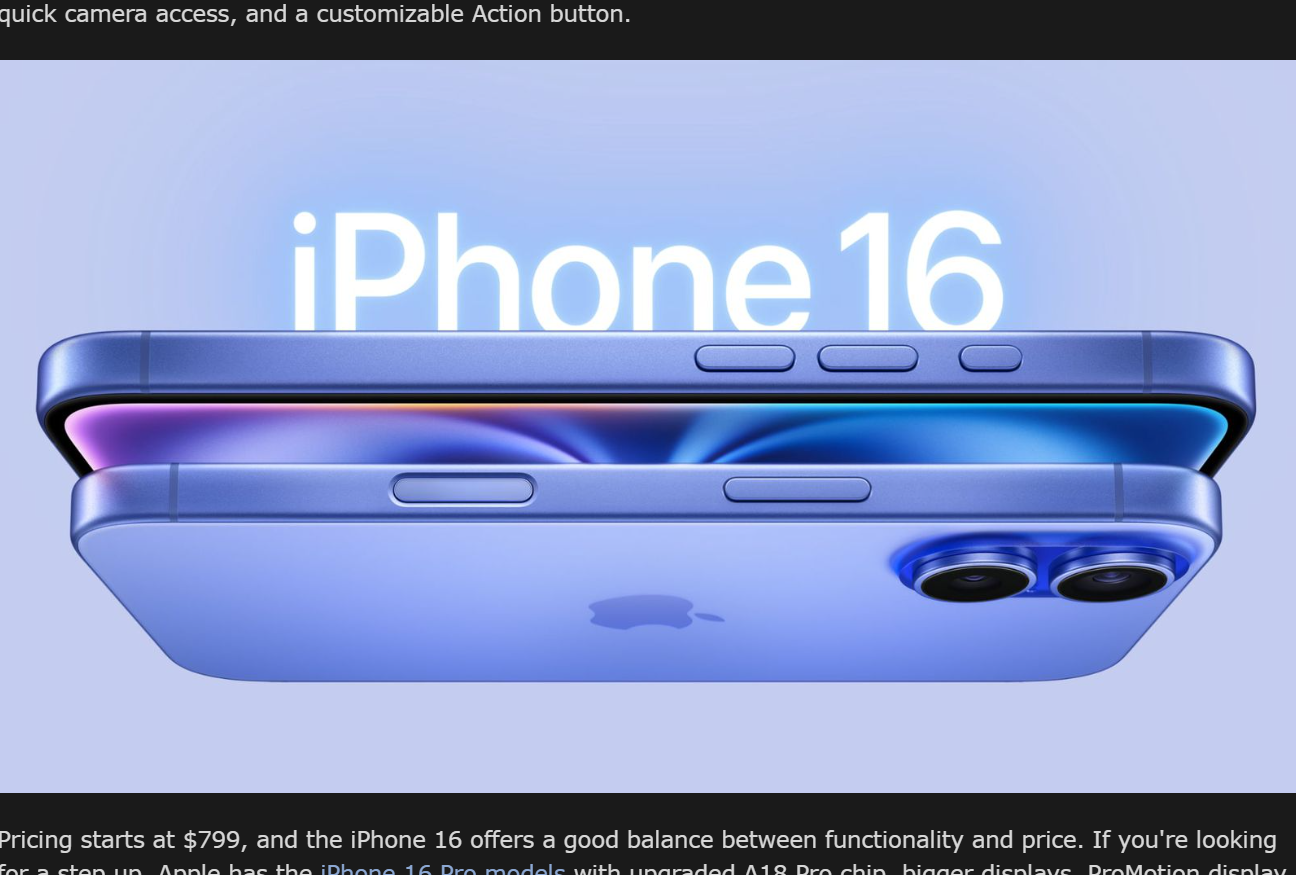 quick camera access, and a customizable Action button.
iPhone 16
Pricing starts at $799, and the iPhone 16 offers a good balance between functionality and price. If you're looking
for a step up, Apple has the iPhone 16 Pro models with upgraded A18 Pro chip, bigger displays, ProMotion display